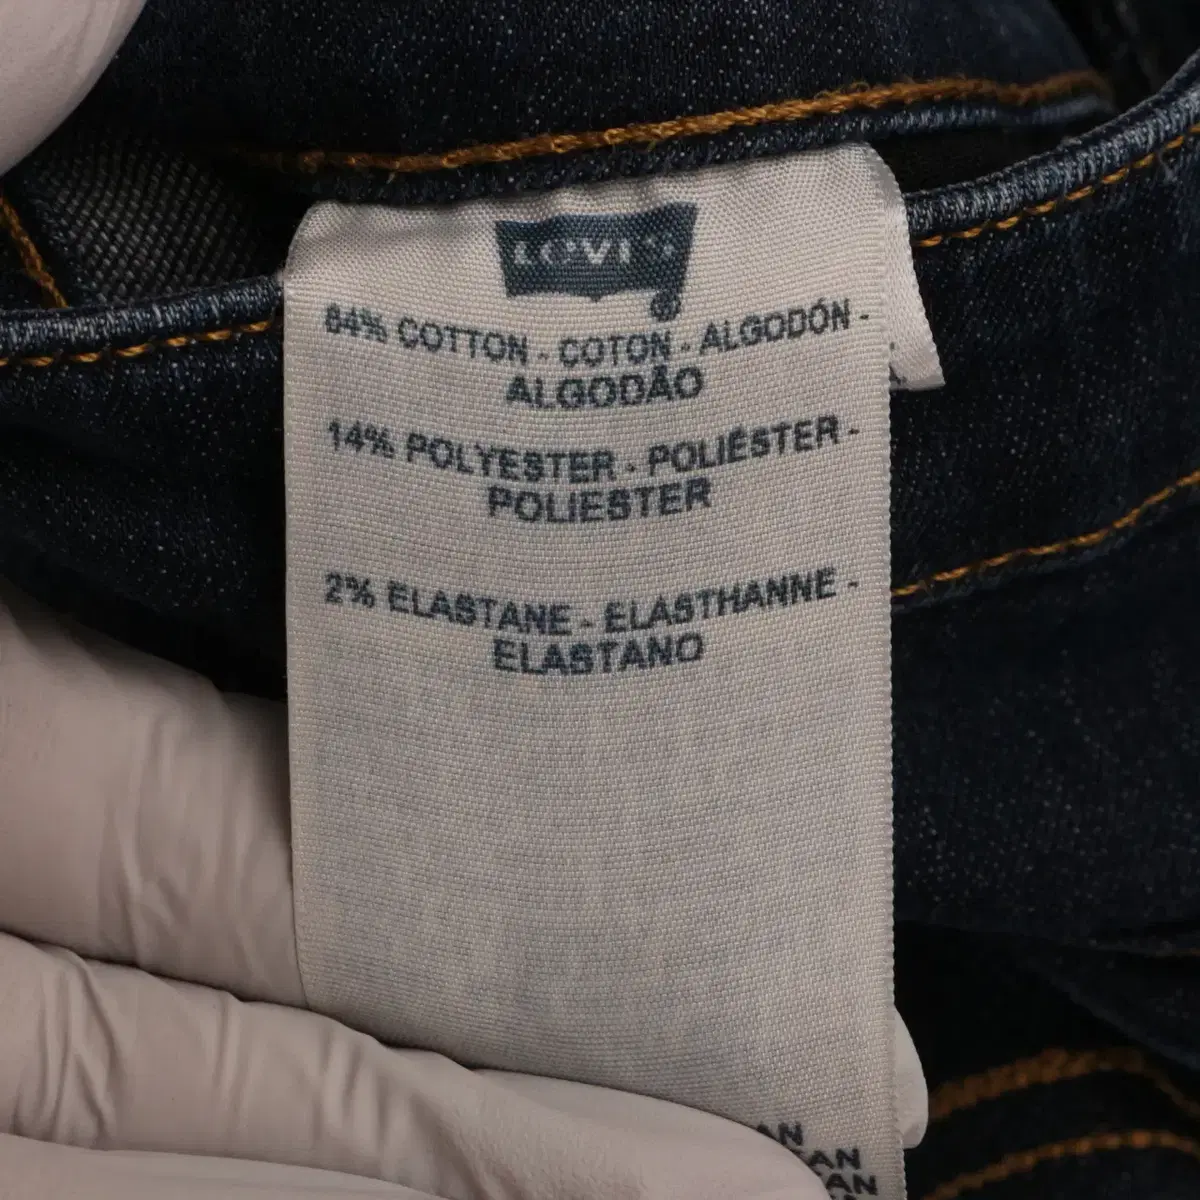 LEVI'S
84% COTTON - COTON - ALGODÓN -
ALGODÃO
14% POLYESTER - POLIÉSTER -
POLIESTER
2% ELASTANE - ELASTHANNE -
ELASTANO